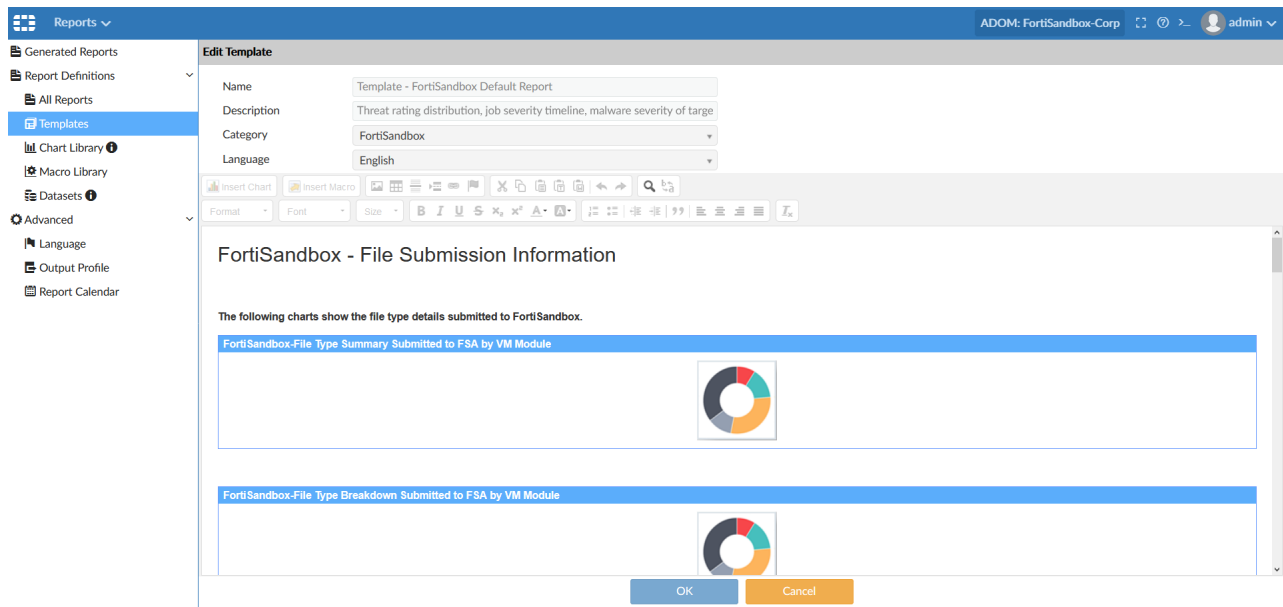 Reports
ADOM: FortiSandbox-Corp
admin
Generated Reports
Report Definitions
All Reports
Templates
Chart Library
Macro Library
Datasets
Advanced
Language
Output Profile
Report Calendar
Edit Template
Name
Template - FortiSandbox Default Report
Description
Threat rating distribution, job severity timeline, malware severity of targe
Category
FortiSandbox
Language
English
Insert Chart
Insert Macro
Format
Font
Size
FortiSandbox - File Submission Information
The following charts show the file type details submitted to FortiSandbox.
FortiSandbox-File Type Summary Submitted to FSA by VM Module
FortiSandbox-File Type Breakdown Submitted to FSA by VM Module
OK
Cancel